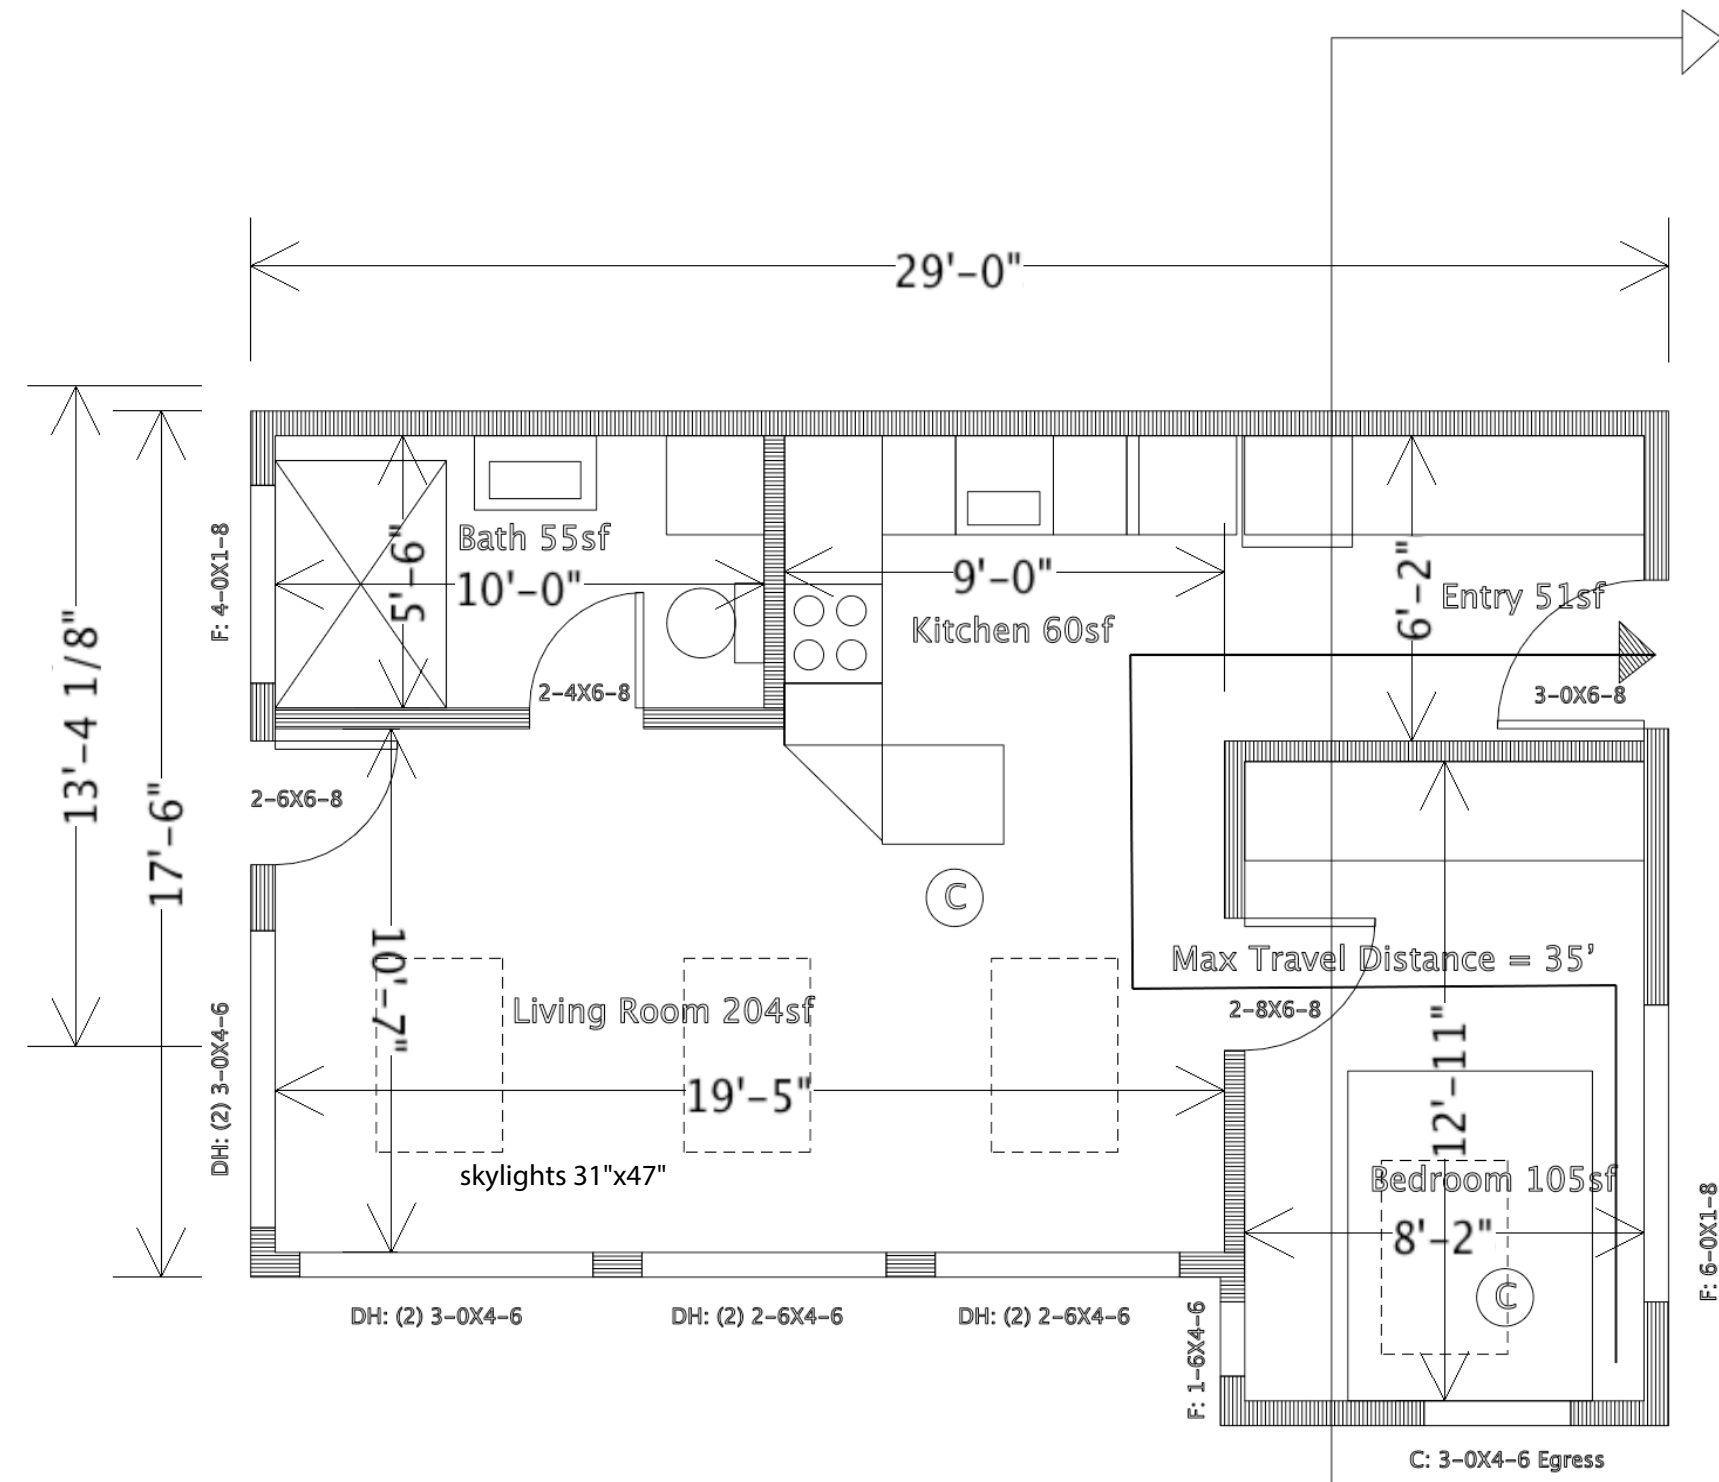 29'-0"
13'-4 1/8"
17'-6"
F: 4-0X1-8
Bath 55sf
5'-6"
10'-0"
9'-0"
6'-2"
Entry 51sf
Kitchen 60sf
2-4X6-8
3-0X6-8
2-6X6-8
C
10'-7"
Max Travel Distance = 35’
Living Room 204sf
2-8X6-8
DH: (2) 3-0X4-6
12'-11"
19'-5"
skylights 31"x47"
Bedroom 105sf
8'-2"
F: 6-0X1-8
C
DH: (2) 3-0X4-6
DH: (2) 2-6X4-6
DH: (2) 2-6X4-6
F: 1-6X4-6
C: 3-0X4-6 Egress